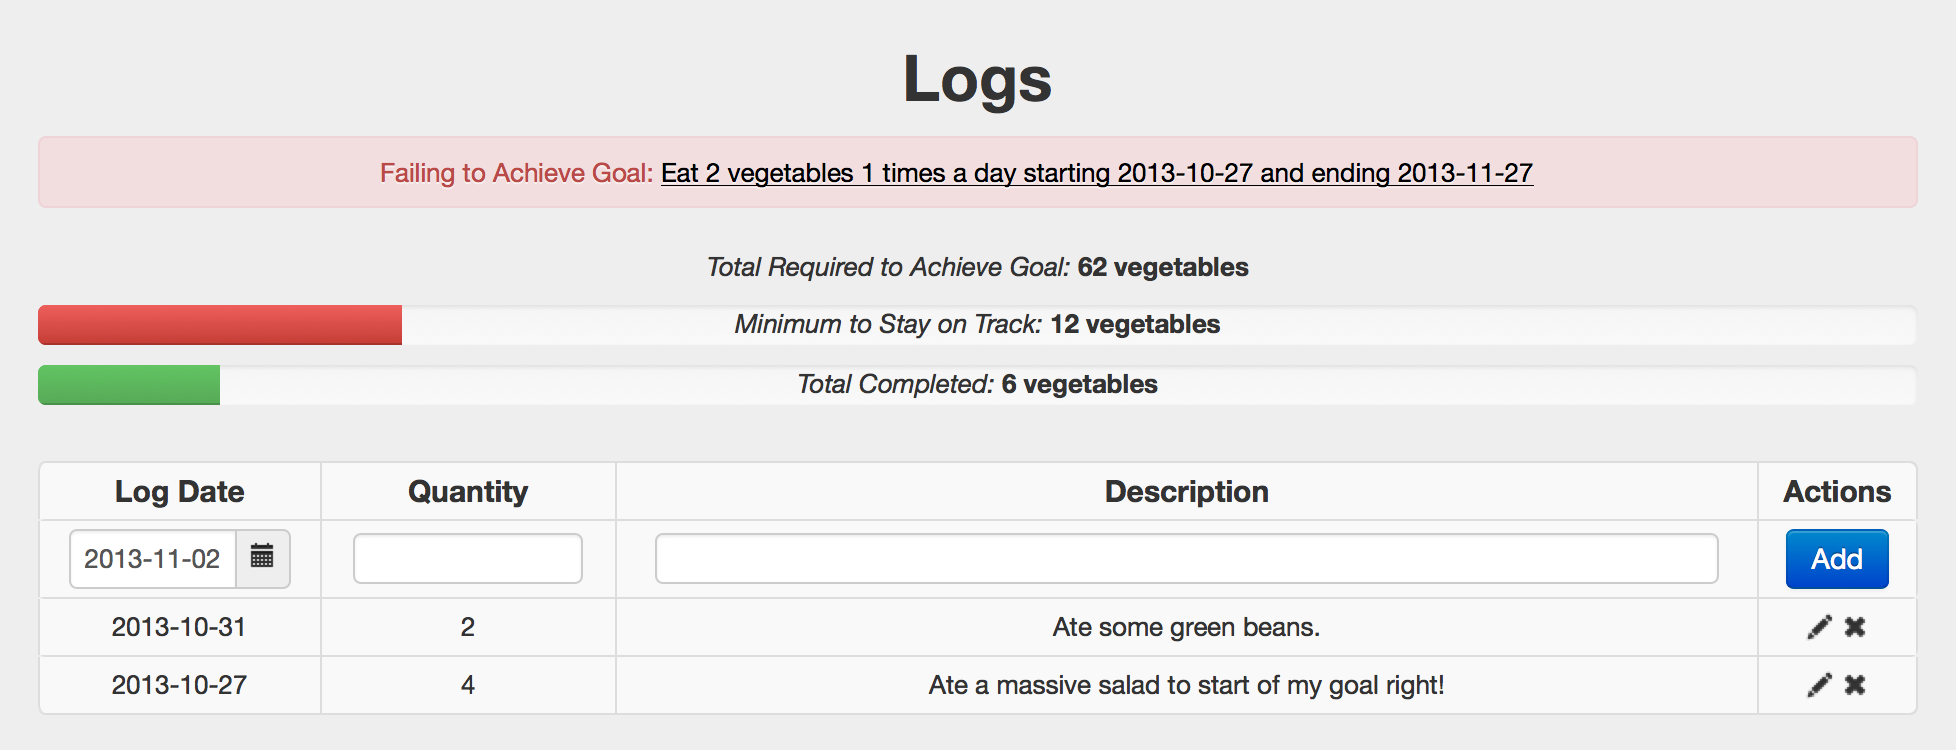 Logs
Failing to Achieve Goal: Eat 2 vegetables 1 times a day starting 2013-10-27 and ending 2013-11-27
Total Required to Achieve Goal: 62 vegetables
Minimum to Stay on Track: 12 vegetables
Total Completed: 6 vegetables
Log Date Quantity Description Actions
2013-11-02 Add
2013-10-31 2 Ate some green beans.
2013-10-27 4 Ate a massive salad to start of my goal right!